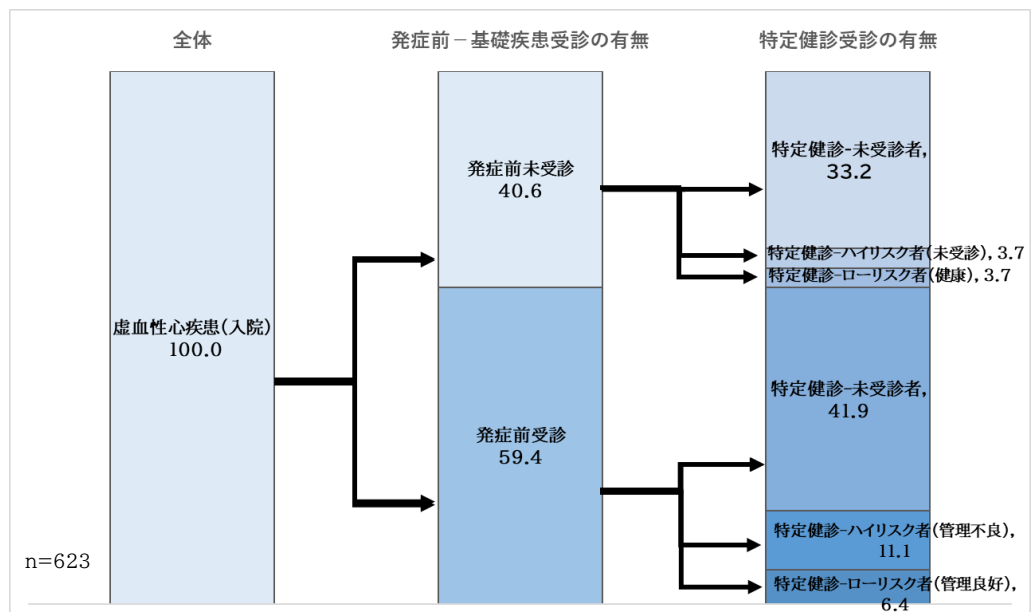 全体
発症前－基礎疾患受診の有無
特定健診受診の有無
虚血性心疾患(入院)
100.0
発症前未受診
40.6
発症前受診
59.4
特定健診-未受診者,
33.2
特定健診-ハイリスク者(未受診), 3.7
特定健診-ローリスク者(健康), 3.7
特定健診-未受診者,
41.9
特定健診-ハイリスク者(管理不良),
11.1
特定健診-ローリスク者(管理良好),
6.4
n=623